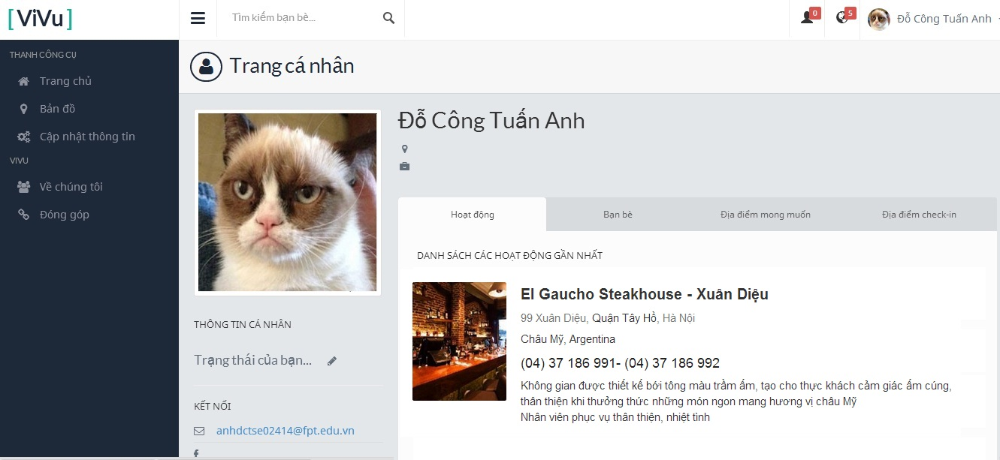 [ViVu]
Tìm kiếm bạn bè...
0
5
Đỗ Công Tuấn Anh
THANH CÔNG CỤ
Trang chủ
Bản đồ
Cập nhật thông tin
VIVU
Về chúng tôi
Đóng góp
Trang cá nhân
THÔNG TIN CÁ NHÂN
Trạng thái của bạn...
KẾT NỐI
anhdctse02414@fpt.edu.vn
Đỗ Công Tuấn Anh
Hoạt động
Bạn bè
Địa điểm mong muốn
Địa điểm check-in
DANH SÁCH CÁC HOẠT ĐỘNG GẦN NHẤT
El Gaucho Steakhouse - Xuân Diệu
99 Xuân Diệu, Quận Tây Hồ, Hà Nội
Châu Mỹ, Argentina
(04) 37 186 991- (04) 37 186 992
Không gian được thiết kế bới tông màu trầm ấm, tạo cho thực khách cảm giác ấm cúng,
thân thiện khi thưởng thức những món ngon mang hương vị châu Mỹ
Nhân viên phục vụ thân thiện, nhiệt tình